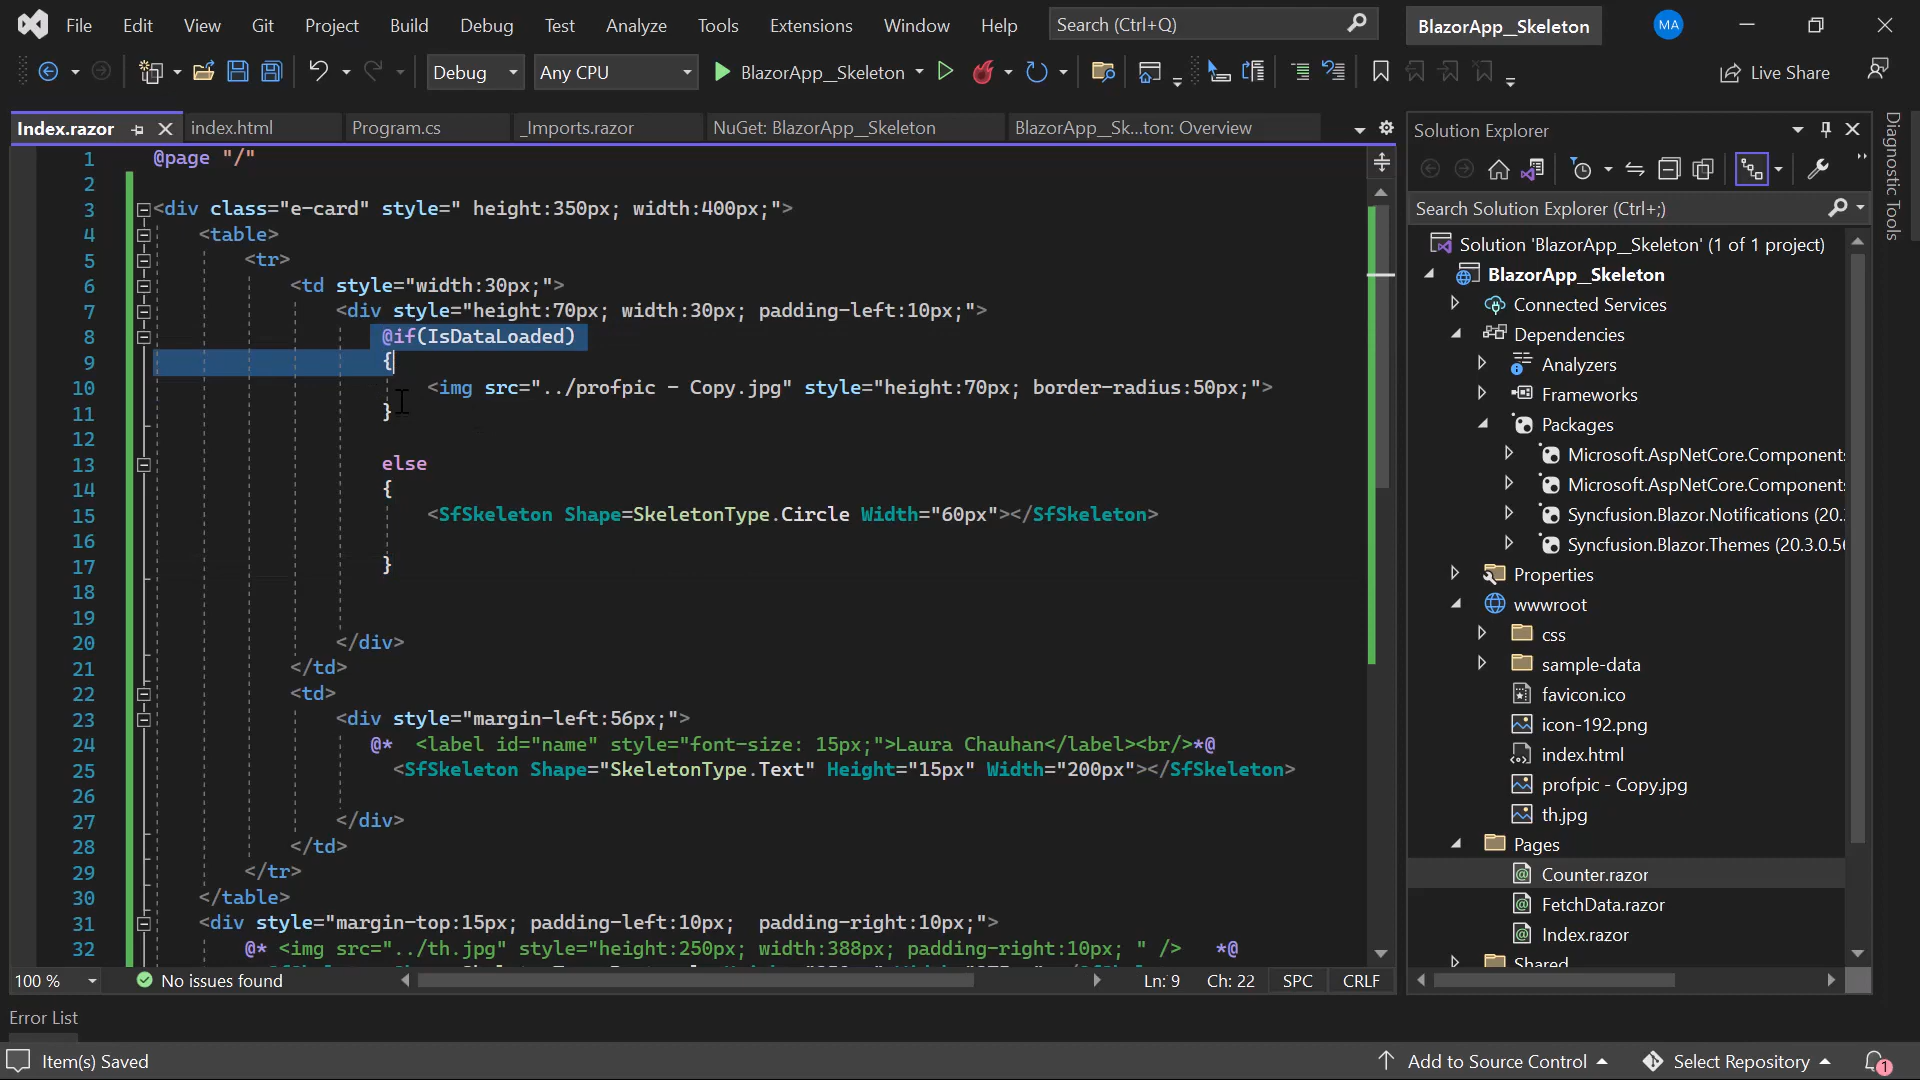 File Edit View Git Project Build Debug Test Analyze Tools Extensions Window Help Search (Ctrl+Q) BlazorApp__Skeleton MA
Debug Any CPU BlazorApp__Skeleton Live Share
Index.razor index.html Program.cs _Imports.razor NuGet: BlazorApp__Skeleton BlazorApp__Sk...ton: Overview
1 @page "/"
2
3 <div class="e-card" style=" height:350px; width:400px;">
4 <table>
5 <tr>
6 <td style="width:30px;">
7 <div style="height:70px; width:30px; padding-left:10px;">
8 @if(IsDataLoaded)
9 {
10 <img src="../profpic - Copy.jpg" style="height:70px; border-radius:50px;">
11 }
12
13 else
14 {
15 <SfSkeleton Shape=SkeletonType.Circle Width="60px"></SfSkeleton>
16
17 }
18
19
20 </div>
21 </td>
22 <td>
23 <div style="margin-left:56px;">
24 @* <label id="name" style="font-size: 15px;">Laura Chauhan</label><br/>*@
25 <SfSkeleton Shape="SkeletonType.Text" Height="15px" Width="200px"></SfSkeleton>
26
27 </div>
28 </td>
29 </tr>
30 </table>
31 <div style="margin-top:15px; padding-left:10px;  padding-right:10px;">
32 @* <img src="../th.jpg" style="height:250px; width:388px; padding-right:10px; " /> *@
100 % No issues found Ln: 9 Ch: 22 SPC CRLF
Error List
Item(s) Saved Add to Source Control Select Repository 1
Solution Explorer
Search Solution Explorer (Ctrl+;)
Solution 'BlazorApp__Skeleton' (1 of 1 project)
BlazorApp__Skeleton
Connected Services
Dependencies
Analyzers
Frameworks
Packages
Microsoft.AspNetCore.Component
Microsoft.AspNetCore.Component
Syncfusion.Blazor.Notifications (20.
Syncfusion.Blazor.Themes (20.3.0.5
Properties
wwwroot
css
sample-data
favicon.ico
icon-192.png
index.html
profpic - Copy.jpg
th.jpg
Pages
Counter.razor
FetchData.razor
Index.razor
Shared
Diagnostic Tools